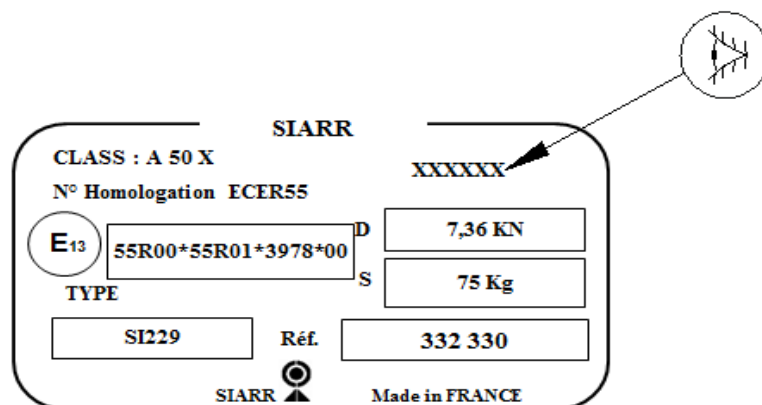 SIARR
CLASS : A 50 X
XXXXXX
N° Homologation ECER55
E13
55R00*55R01*3978*00
D
7,36 KN
S
75 Kg
TYPE
SI229
Réf.
332 330
SIARR
Made in FRANCE